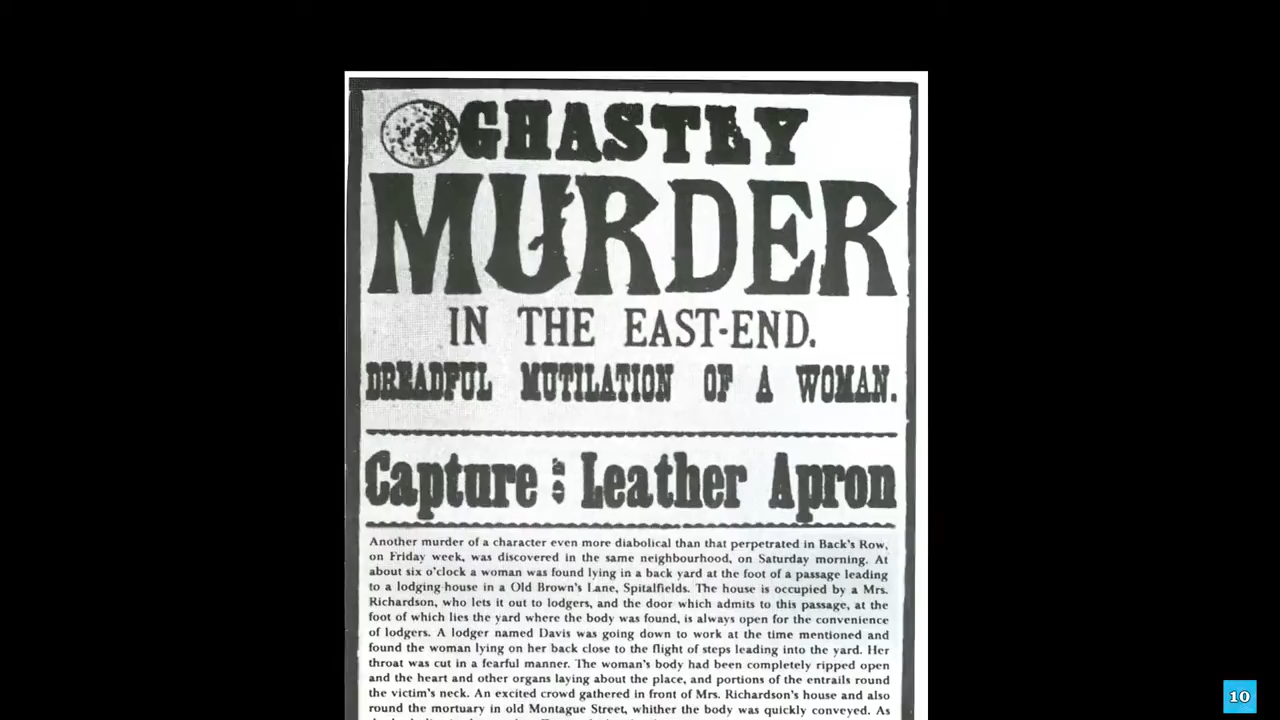 GHASTLY
MURDER
IN THE EAST-END.
DREADFUL MUTILATION OF A WOMAN.
Capture : Leather Apron
Another murder of a character even more diabolical than that perpetrated in Back's Row,
on Friday week, was discovered in the same neighbourhood, on Saturday morning. At
about six o'clock a woman was found lying in a back yard at the foot of a passage leading
to a lodging-house in a Old Brown's Lane, Spitalfields. The house is occupied by a Mrs.
Richardson, who lets it out to lodgers, and the door which admits to this passage, at the
foot of which lies the yard where the body was found, is always open for the convenience
of lodgers. A lodger named Davis was going down to work at the time mentioned and
found the woman lying on her back close to the flight of steps leading into the yard. Her
throat was cut in a fearful manner. The woman's body had been completely ripped open
and the heart and other organs laying about the place, and portions of the entrails round
the victim's neck. An excited crowd gathered in front of Mrs. Richardson's house and also
round the mortuary in old Montague Street, whither the body was quickly conveyed. As
10